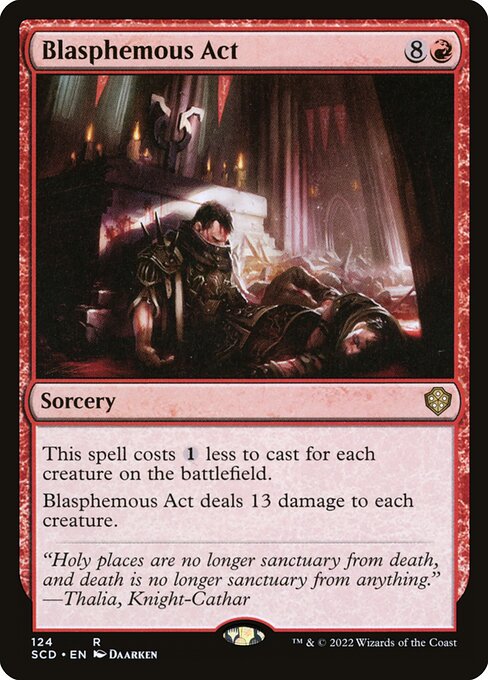 Blasphemous Act 8
Sorcery
This spell costs 1 less to cast for each
creature on the battlefield.
Blasphemous Act deals 13 damage to each
creature.
“Holy places are no longer sanctuary from death,
and death is no longer sanctuary from anything.”
—Thalia, Knight-Cathar
124 R
SCD • EN Daarken
™ & © 2022 Wizards of the Coast